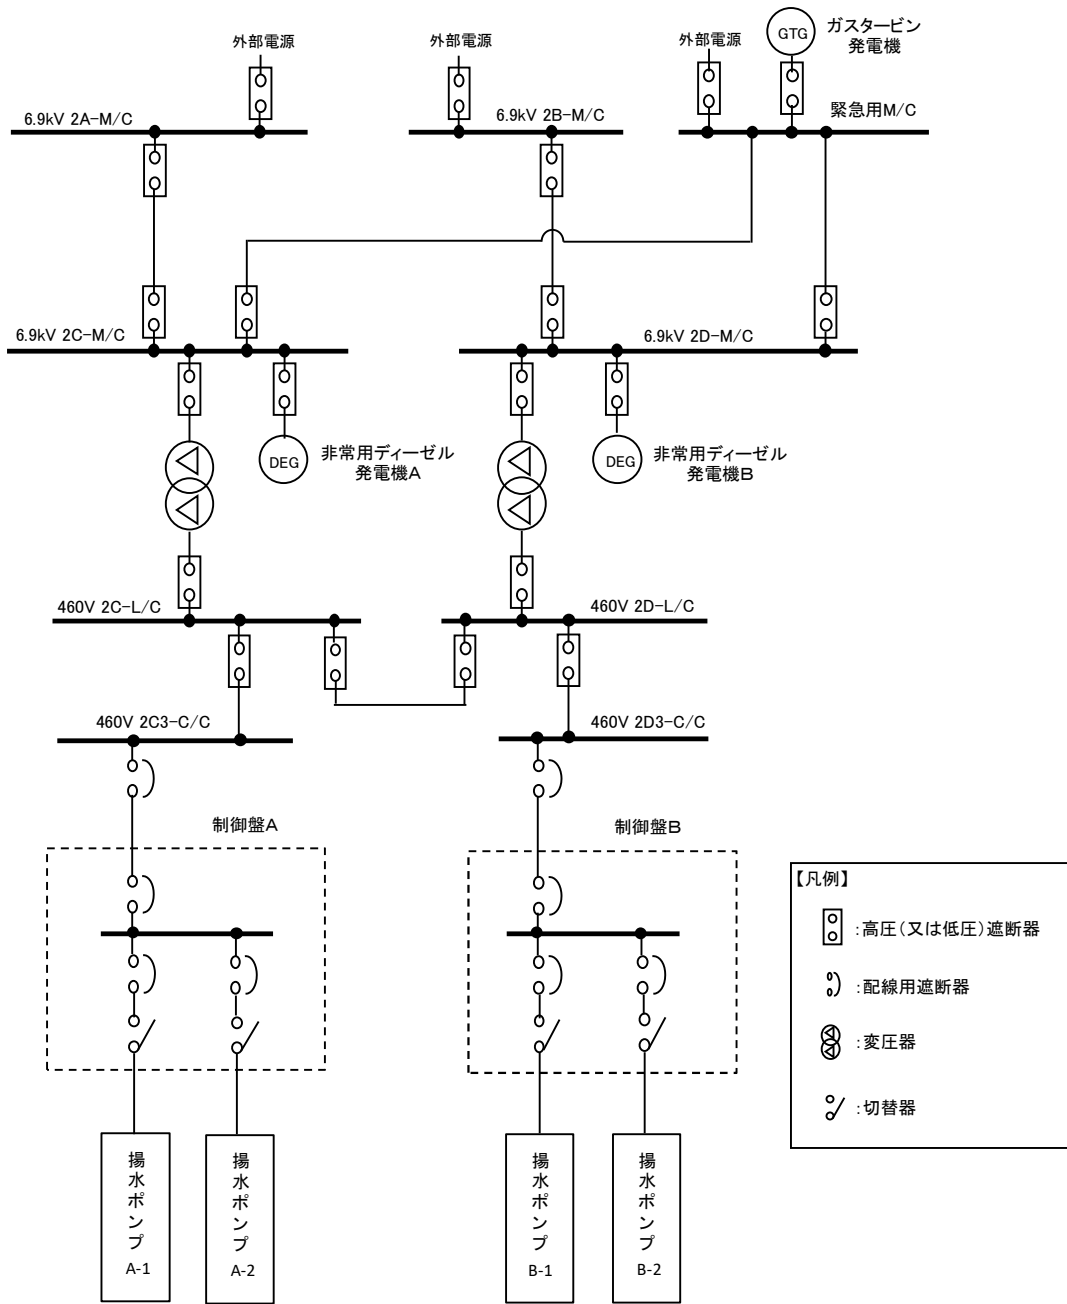 外部電源
外部電源
外部電源
GTG
ガスタービン
発電機
6.9kV 2A-M/C
6.9kV 2B-M/C
緊急用M/C
6.9kV 2C-M/C
6.9kV 2D-M/C
DEG
非常用ディーゼル
発電機A
DEG
非常用ディーゼル
発電機B
460V 2C-L/C
460V 2D-L/C
460V 2C3-C/C
460V 2D3-C/C
制御盤A
制御盤B
【凡例】
:高圧(又は低圧)遮断器
:配線用遮断器
:変圧器
:切替器
揚水ポンプ
A-1
揚水ポンプ
A-2
揚水ポンプ
B-1
揚水ポンプ
B-2